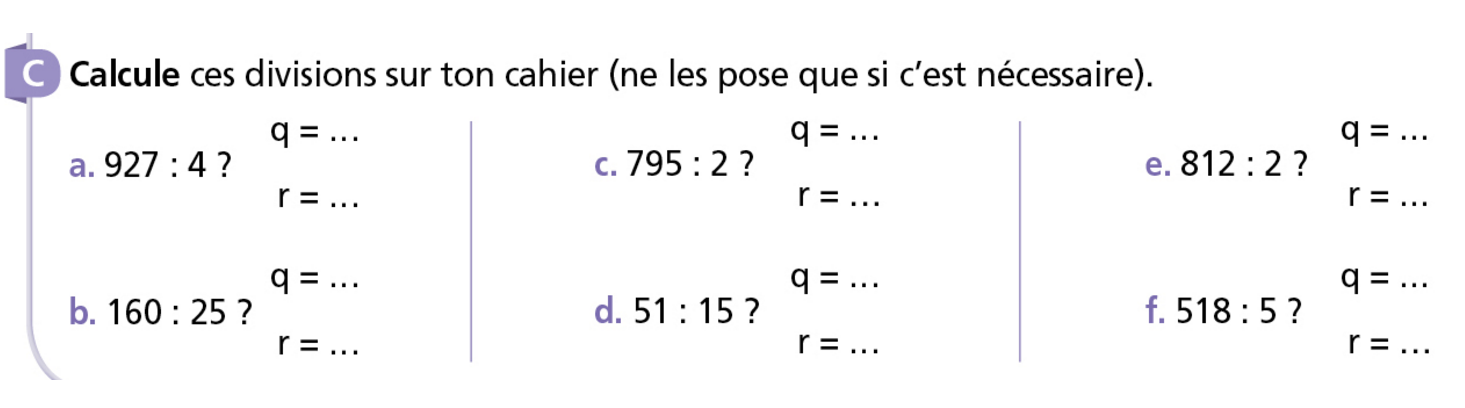 C Calcule ces divisions sur ton cahier (ne les pose que si c’est nécessaire).
a. 927 : 4 ?
q = ...
r = ...
b. 160 : 25 ?
q = ...
r = ...
c. 795 : 2 ?
q = ...
r = ...
d. 51 : 15 ?
q = ...
r = ...
e. 812 : 2 ?
q = ...
r = ...
f. 518 : 5 ?
q = ...
r = ...